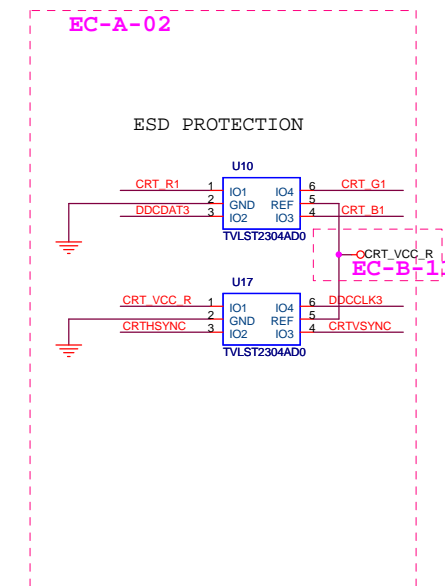 EC-A-02
ESD PROTECTION
U10
CRT_R1 1 IO1 IO4 6 CRT_G1
2 GND REF 5
DDCDAT3 3 IO2 IO3 4 CRT_B1
TVLST2304AD0
CRT_VCC_R
EC-B-1
U17
CRT_VCC_R 1 IO1 IO4 6 DDCCLK3
2 GND REF 5
CRTHSYNC 3 IO2 IO3 4 CRTVSYNC
TVLST2304AD0